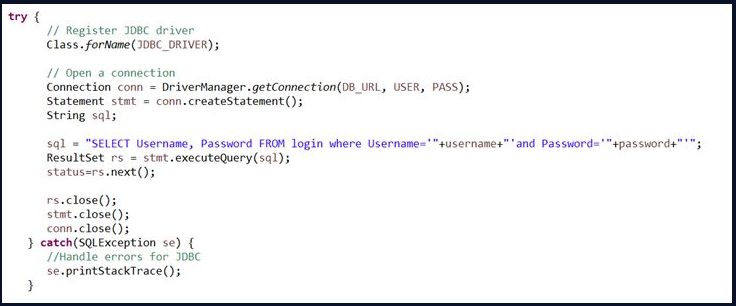 try {
// Register JDBC driver
Class.forName(JDBC_DRIVER);
// Open a connection
Connection conn = DriverManager.getConnection(DB_URL, USER, PASS);
Statement stmt = conn.createStatement();
String sql;
sql = "SELECT Username, Password FROM login where Username='"+username+"'and Password='"+password+"'";
ResultSet rs = stmt.executeQuery(sql);
status=rs.next();
rs.close();
stmt.close();
conn.close();
} catch(SQLException se) {
//Handle errors for JDBC
se.printStackTrace();
}